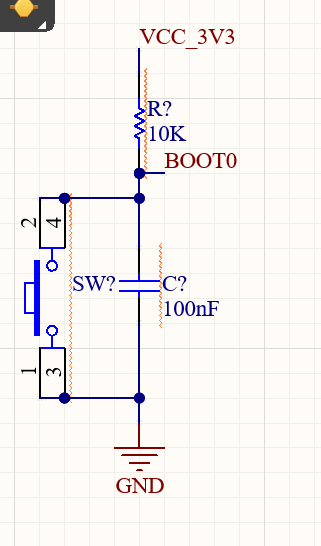 VCC_3V3
R?
10K
BOOT0
2
4
SW?
C?
100nF
1
3
GND